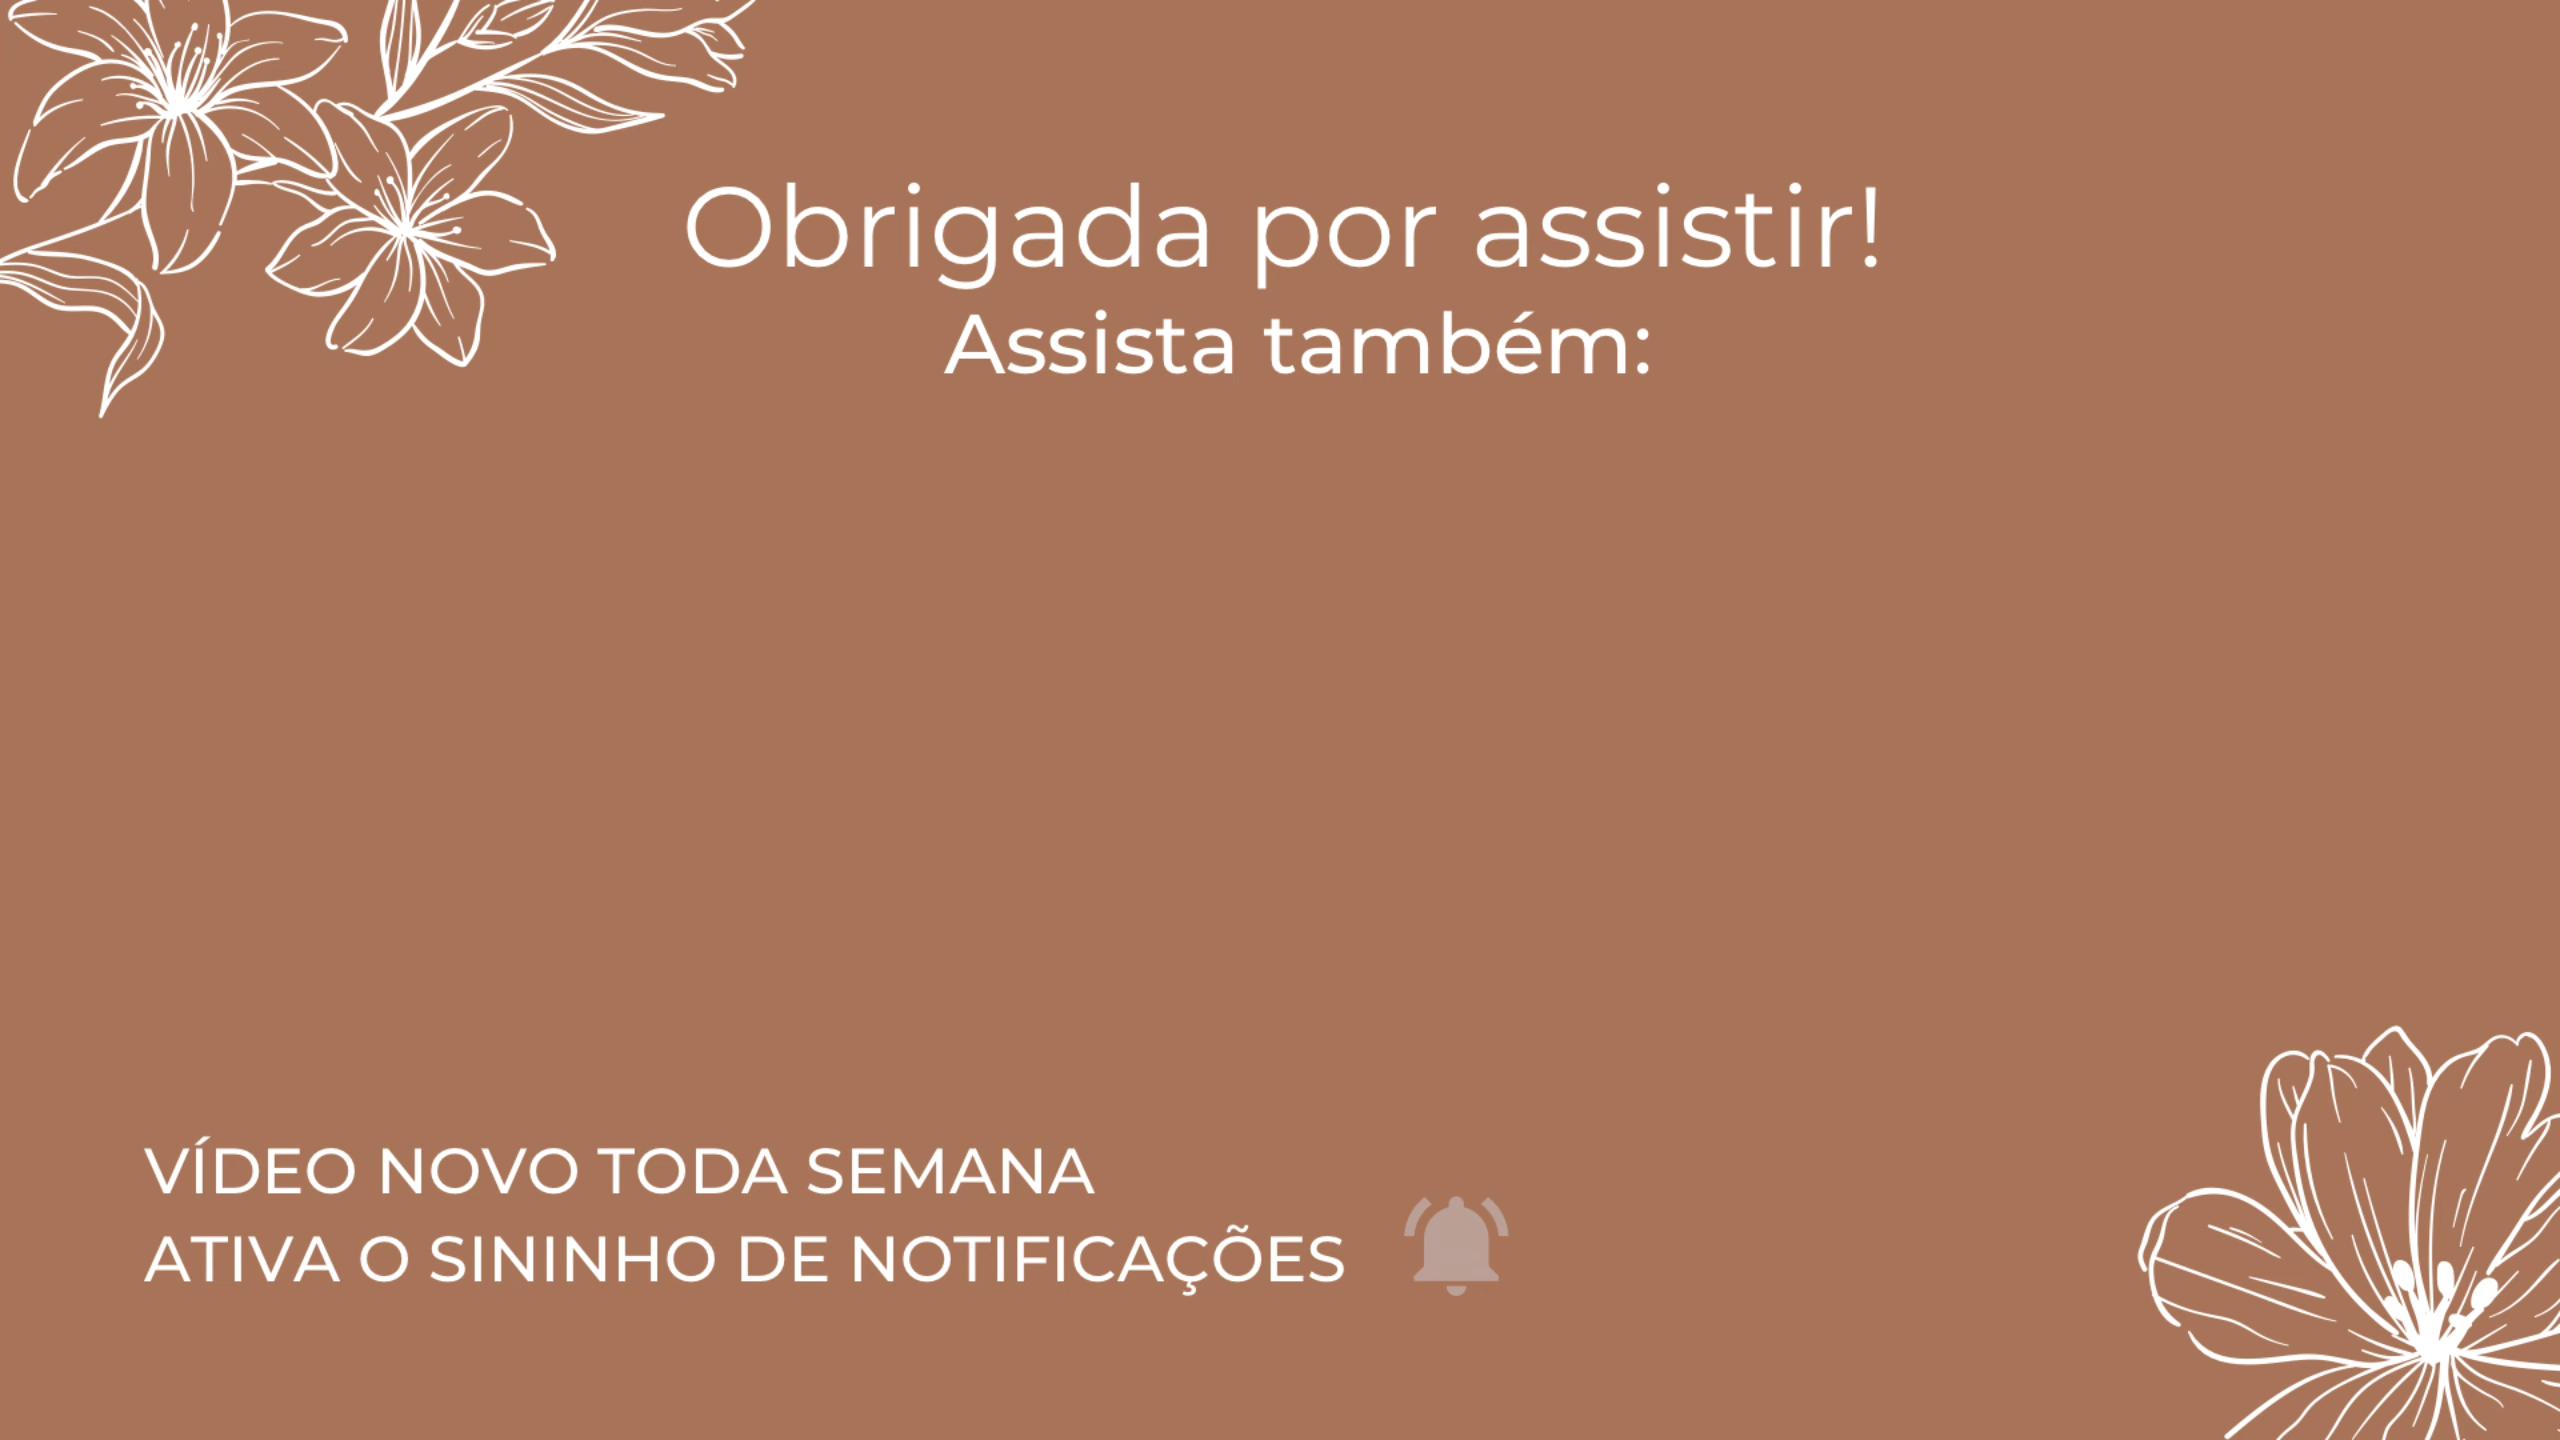 Obrigada por assistir!
Assista também:
VÍDEO NOVO TODA SEMANA
ATIVA O SININHO DE NOTIFICAÇÕES